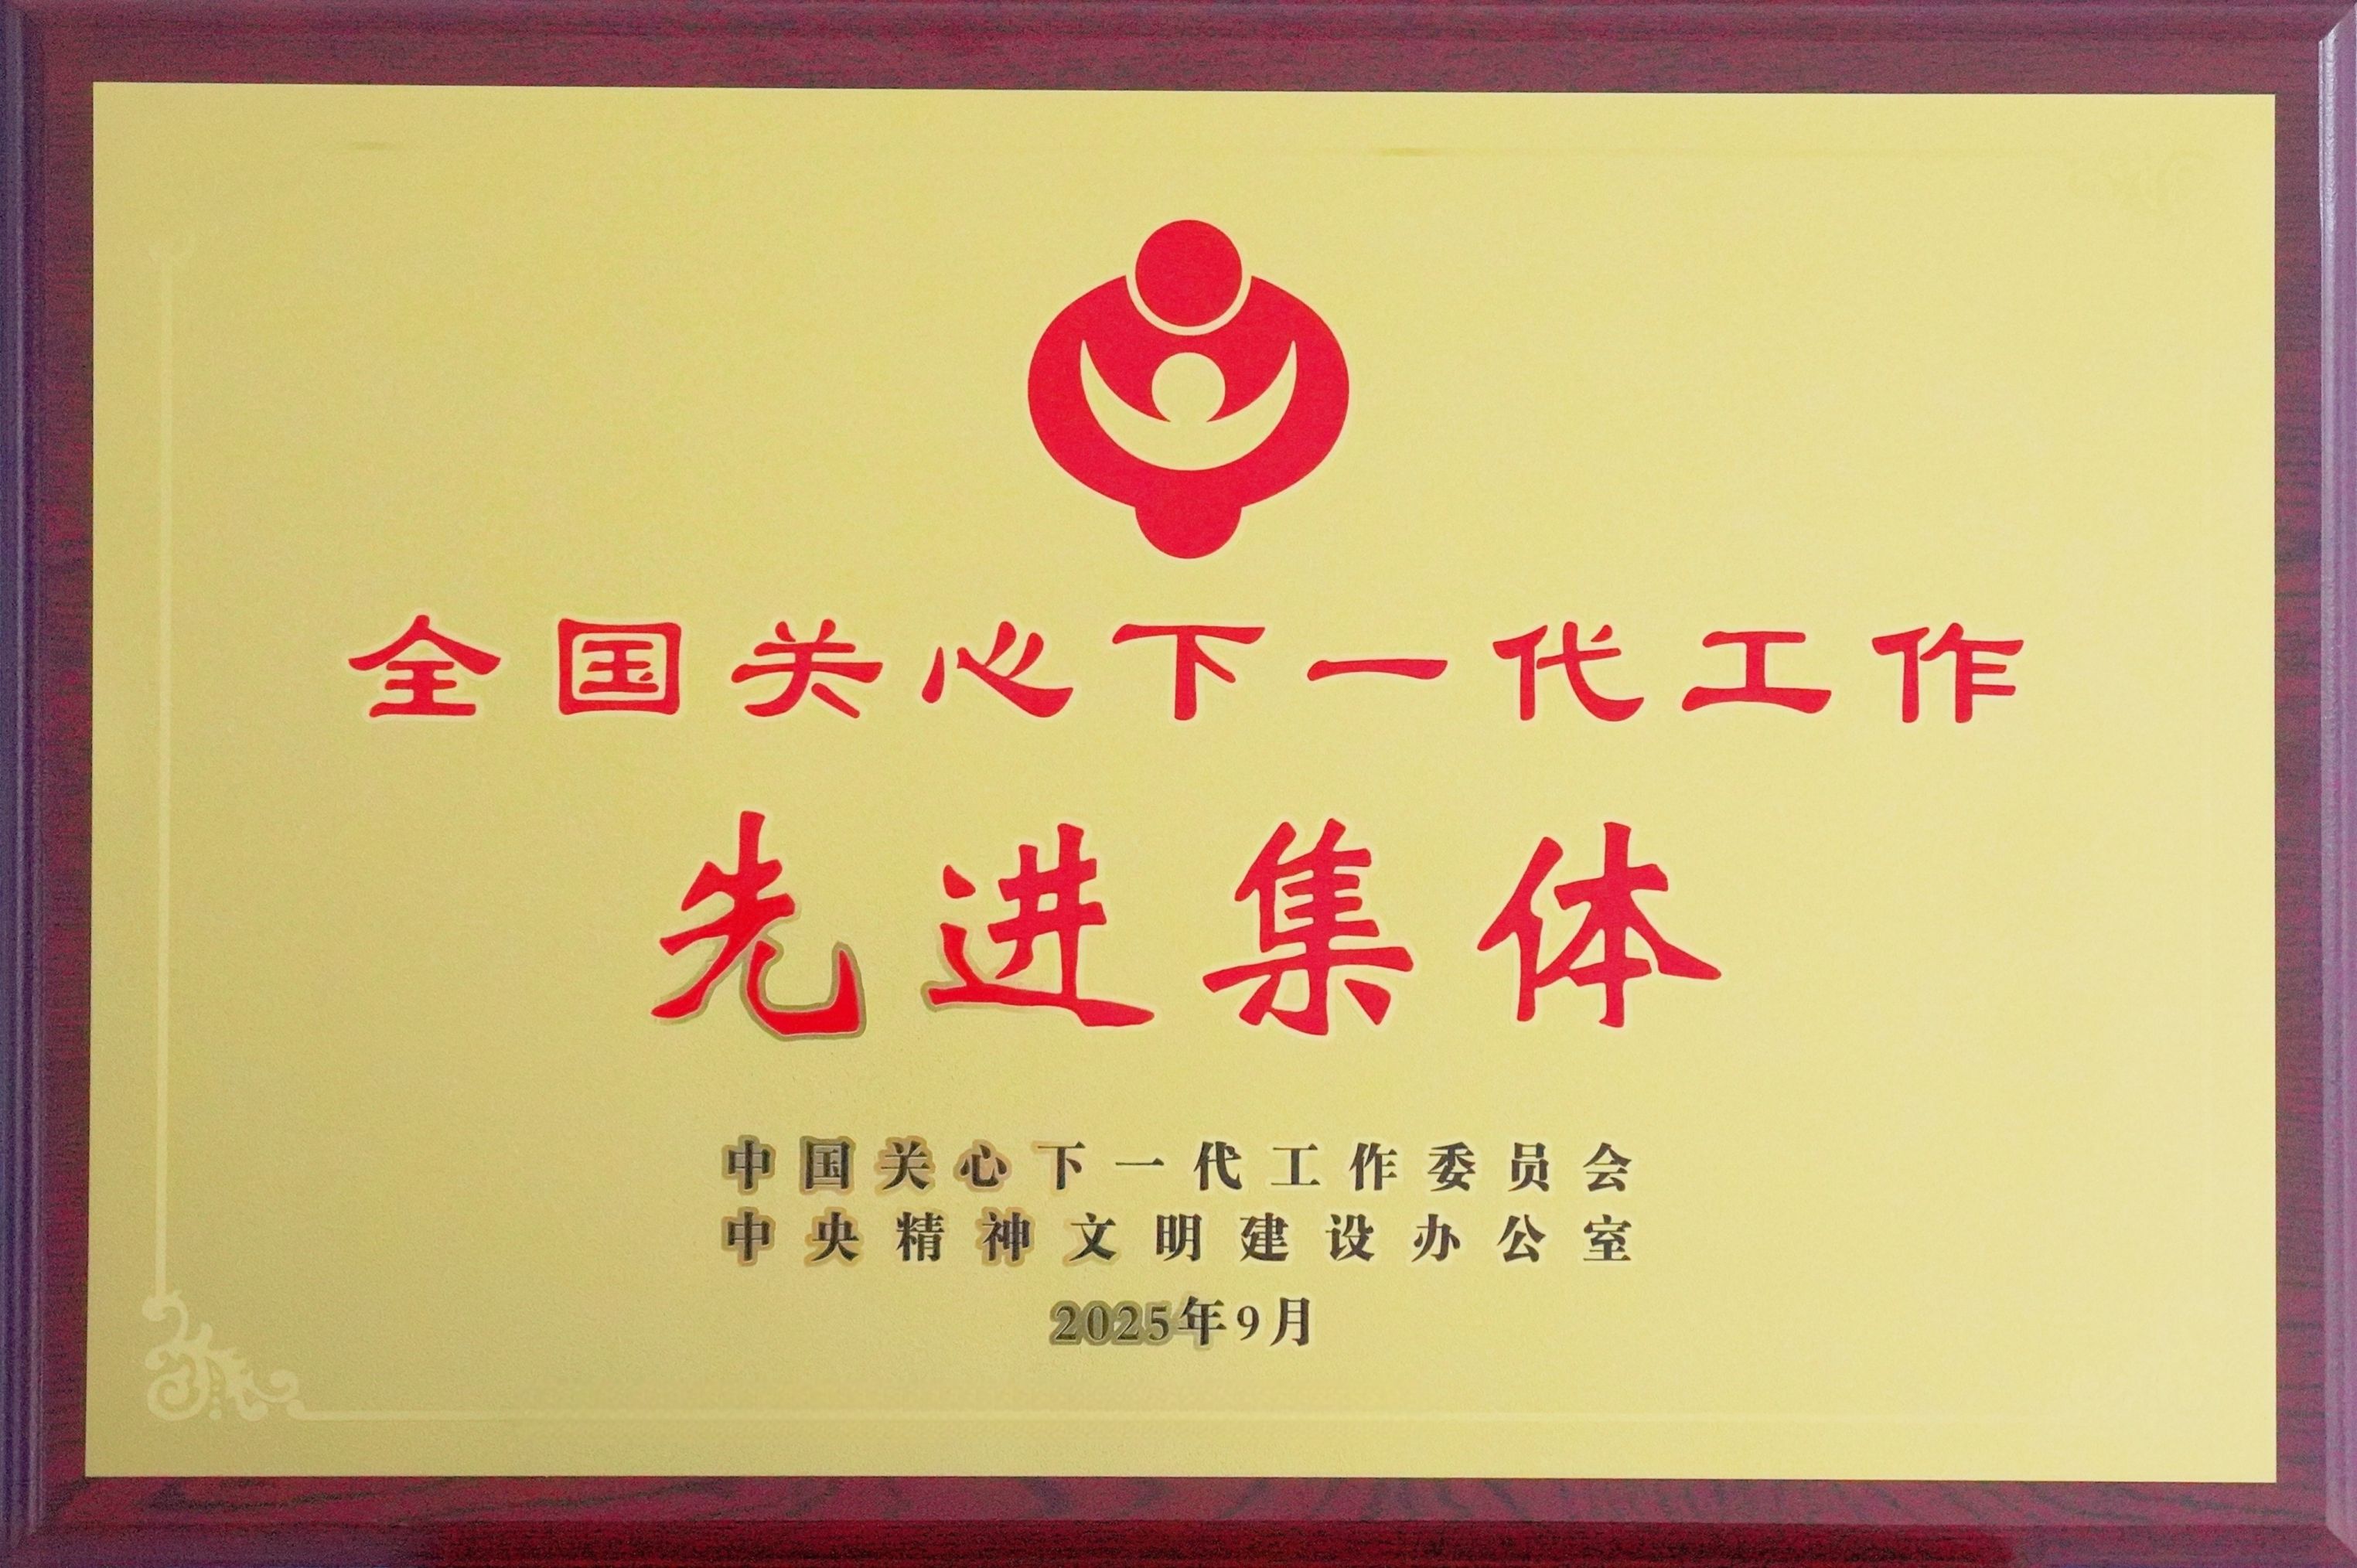 全国关心下一代工作
先进集体
中国关心下一代工作委员会
中央精神文明建设办公室
2025年9月